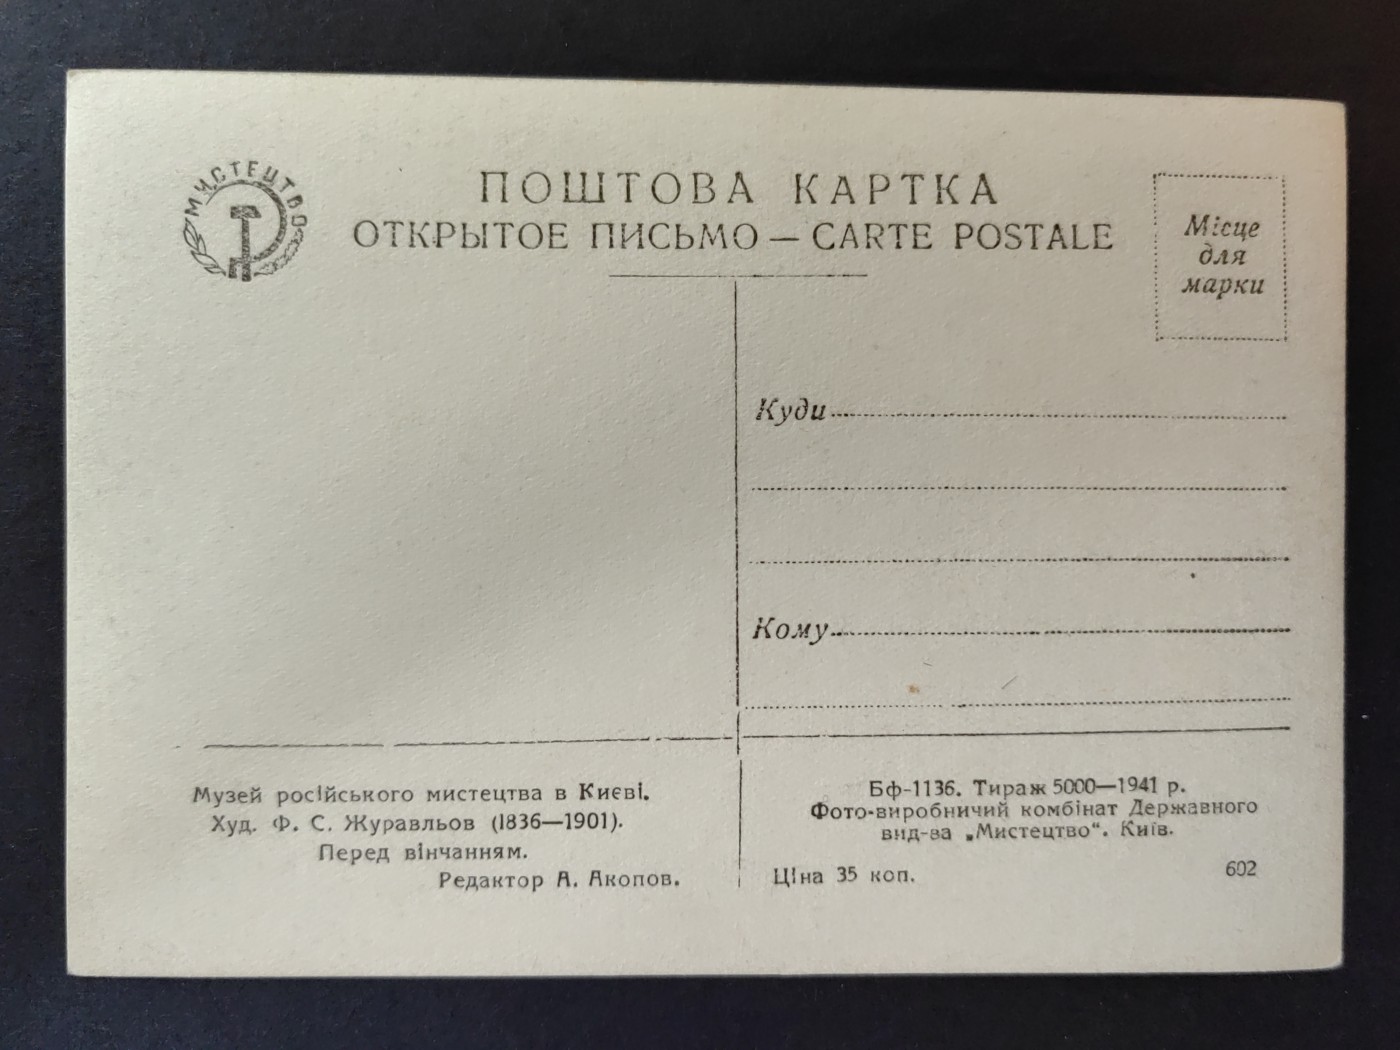 МИСТЕЦТВО
ПОШТОВА КАРТКА
ОТКРЫТОЕ ПИСЬМО — CARTE POSTALE
Місце
для
марки
Куди
Кому
Музей російського мистецтва в Києві.
Худ. Ф. С. Журавльов (1836—1901).
Перед вінчанням.
Редактор А. Акопов.
Бф-1136. Тираж 5000—1941 р.
Фото-виробничий комбінат Державного
вид-ва „Мистецтво“. Київ.
Ціна 35 коп.
602